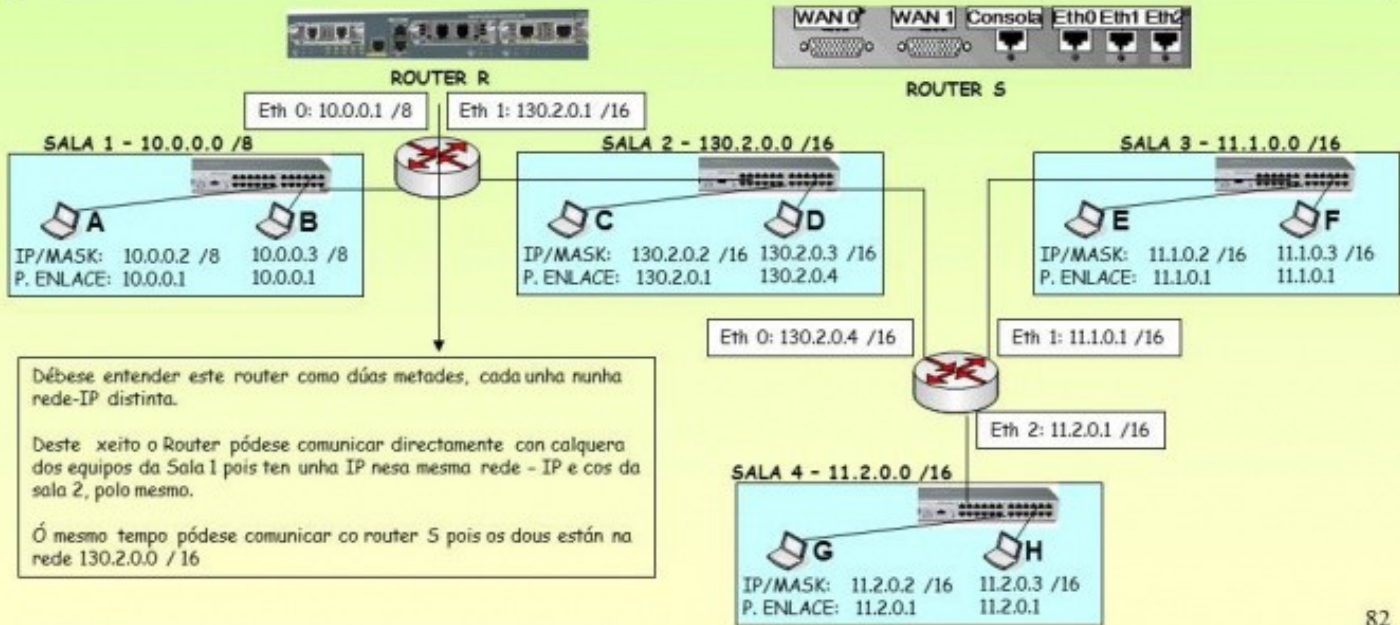 WAN 0 WAN 1 Consola Eth0 Eth1 Eth2
ROUTER R
ROUTER S
Eth 0: 10.0.0.1 /8
Eth 1: 130.2.0.1 /16
SALA 1 - 10.0.0.0 /8
A
B
IP/MASK: 10.0.0.2 /8 10.0.0.3 /8
P. ENLACE: 10.0.0.1 10.0.0.1
SALA 2 - 130.2.0.0 /16
C
D
IP/MASK: 130.2.0.2 /16 130.2.0.3 /16
P. ENLACE: 130.2.0.1 130.2.0.4
SALA 3 - 11.1.0.0 /16
E
F
IP/MASK: 11.1.0.2 /16 11.1.0.3 /16
P. ENLACE: 11.1.0.1 11.1.0.1
Eth 0: 130.2.0.4 /16
Eth 1: 11.1.0.1 /16
Eth 2: 11.2.0.1 /16
Débese entender este router como dúas metades, cada unha nunha
rede-IP distinta.
Deste xeito o Router pódese comunicar directamente con calquera
dos equipos da Sala 1 pois ten unha IP nesa mesma rede - IP e cos da
sala 2, polo mesmo.
Ó mesmo tempo pódese comunicar co router S pois os dous están na
rede 130.2.0.0 / 16
SALA 4 - 11.2.0.0 /16
G
H
IP/MASK: 11.2.0.2 /16 11.2.0.3 /16
P. ENLACE: 11.2.0.1 11.2.0.1
82